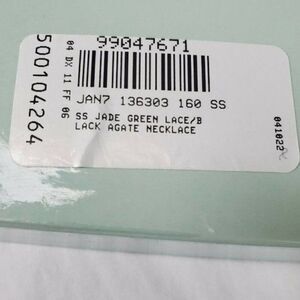 99047671
500104264
04 DX 11 FF 06
JAN7 136303 160 SS
SS JADE GREEN LACE/B
LACK AGATE NECKLACE
041022